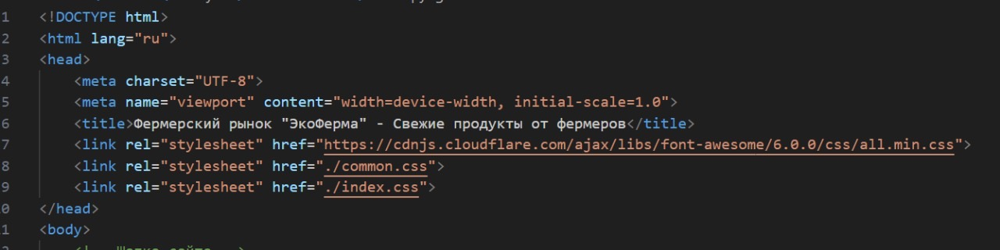 1 <!DOCTYPE html>
2 <html lang="ru">
3 <head>
4 <meta charset="UTF-8">
5 <meta name="viewport" content="width=device-width, initial-scale=1.0">
6 <title>Фермерский рынок "ЭкоФерма" - Свежие продукты от фермеров</title>
7 <link rel="stylesheet" href="https://cdnjs.cloudflare.com/ajax/libs/font-awesome/6.0.0/css/all.min.css">
8 <link rel="stylesheet" href="./common.css">
9 <link rel="stylesheet" href="./index.css">
0 </head>
1 <body>